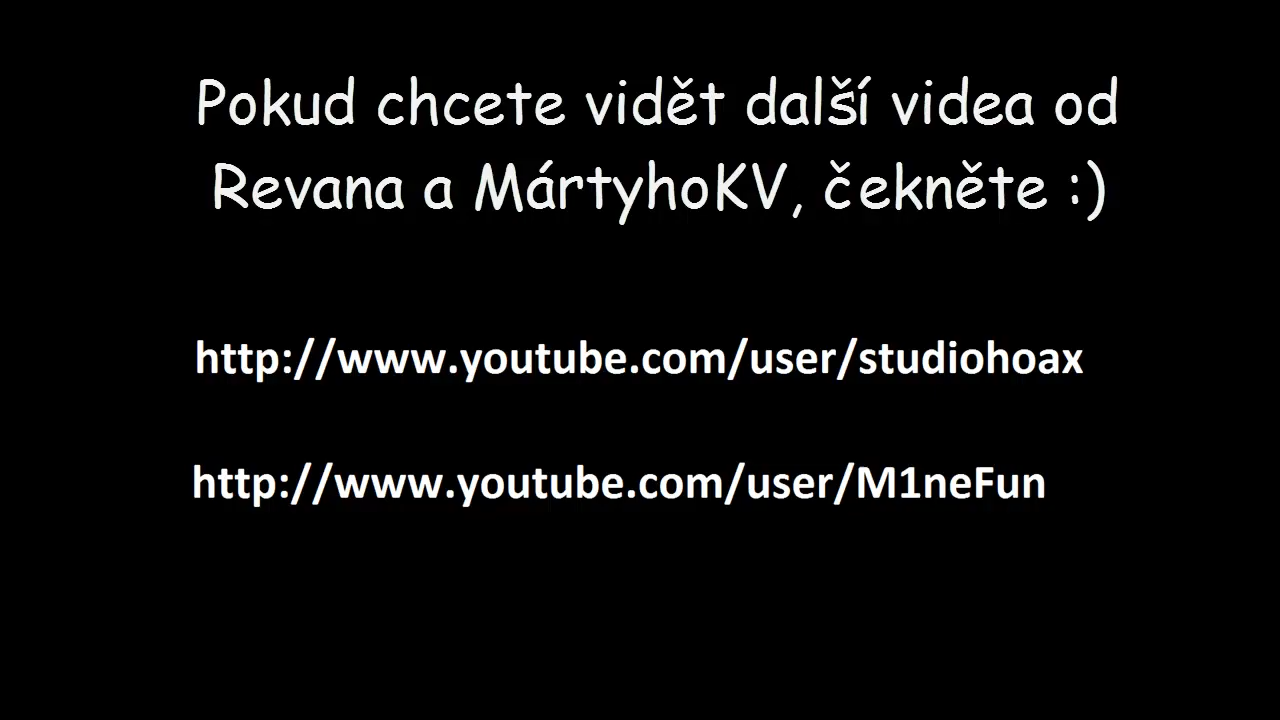 Pokud chcete vidět další videa od
Revana a MártyhoKV, čekněte :)
http://www.youtube.com/user/studiohoax
http://www.youtube.com/user/M1neFun